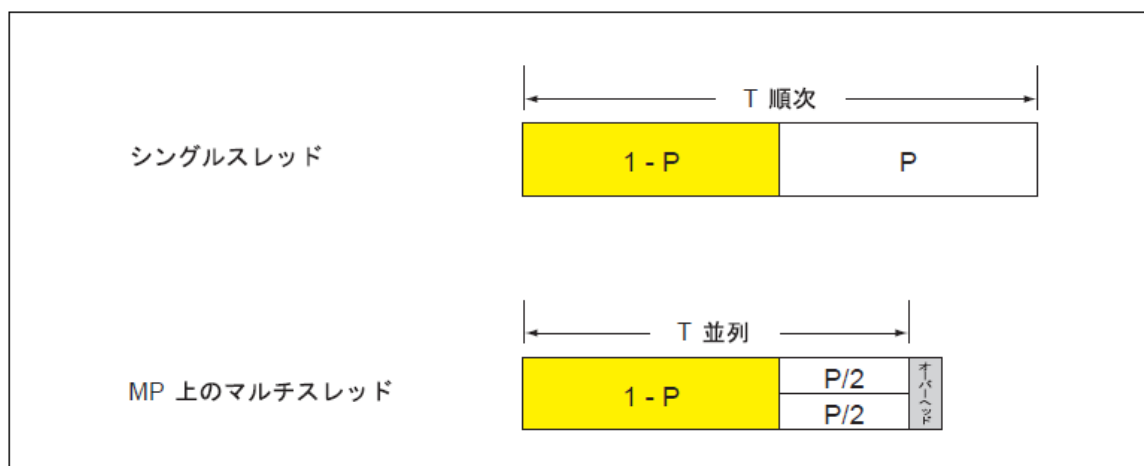 T 順次
シングルスレッド
1 - P
P
T 並列
MP 上のマルチスレッド
1 - P
P/2
P/2
オーバーヘッド